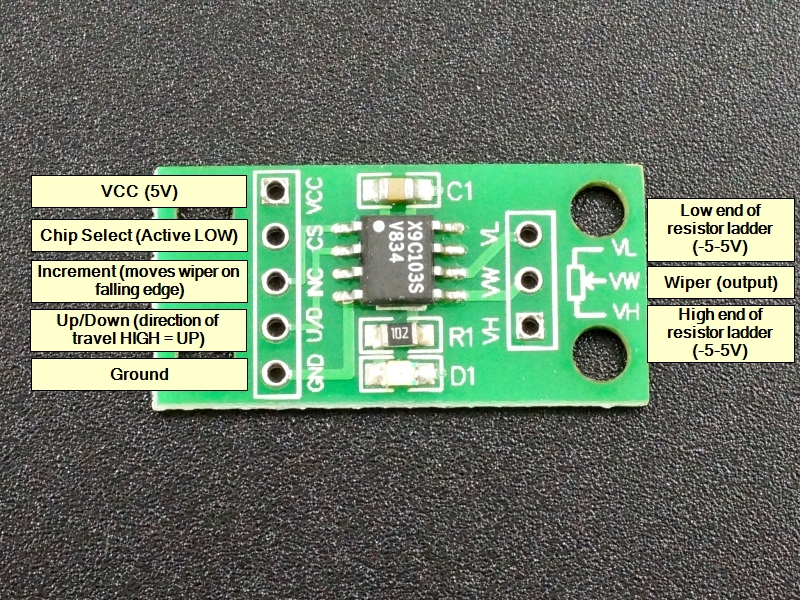 VCC (5V)
Chip Select (Active LOW)
Increment (moves wiper on
falling edge)
Up/Down (direction of
travel HIGH = UP)
Ground
VCC
CS
INC
U/D
GND
C1
X9C103S
V834
10Z
R1
D1
VL
VW
VH
VL
VW
VH
Low end of
resistor ladder
(-5-5V)
Wiper (output)
High end of
resistor ladder
(-5-5V)